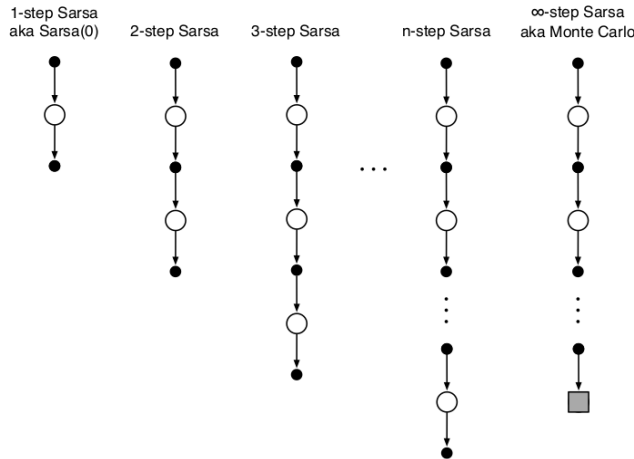 1-step Sarsa
aka Sarsa(0)
2-step Sarsa
3-step Sarsa
n-step Sarsa
∞-step Sarsa
aka Monte Carlo
. . .